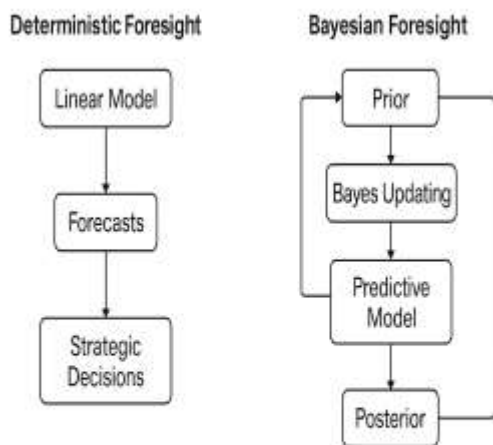 Deterministic Foresight
Linear Model
Forecasts
Strategic
Decisions
Bayesian Foresight
Prior
Bayes Updating
Predictive
Model
Posterior